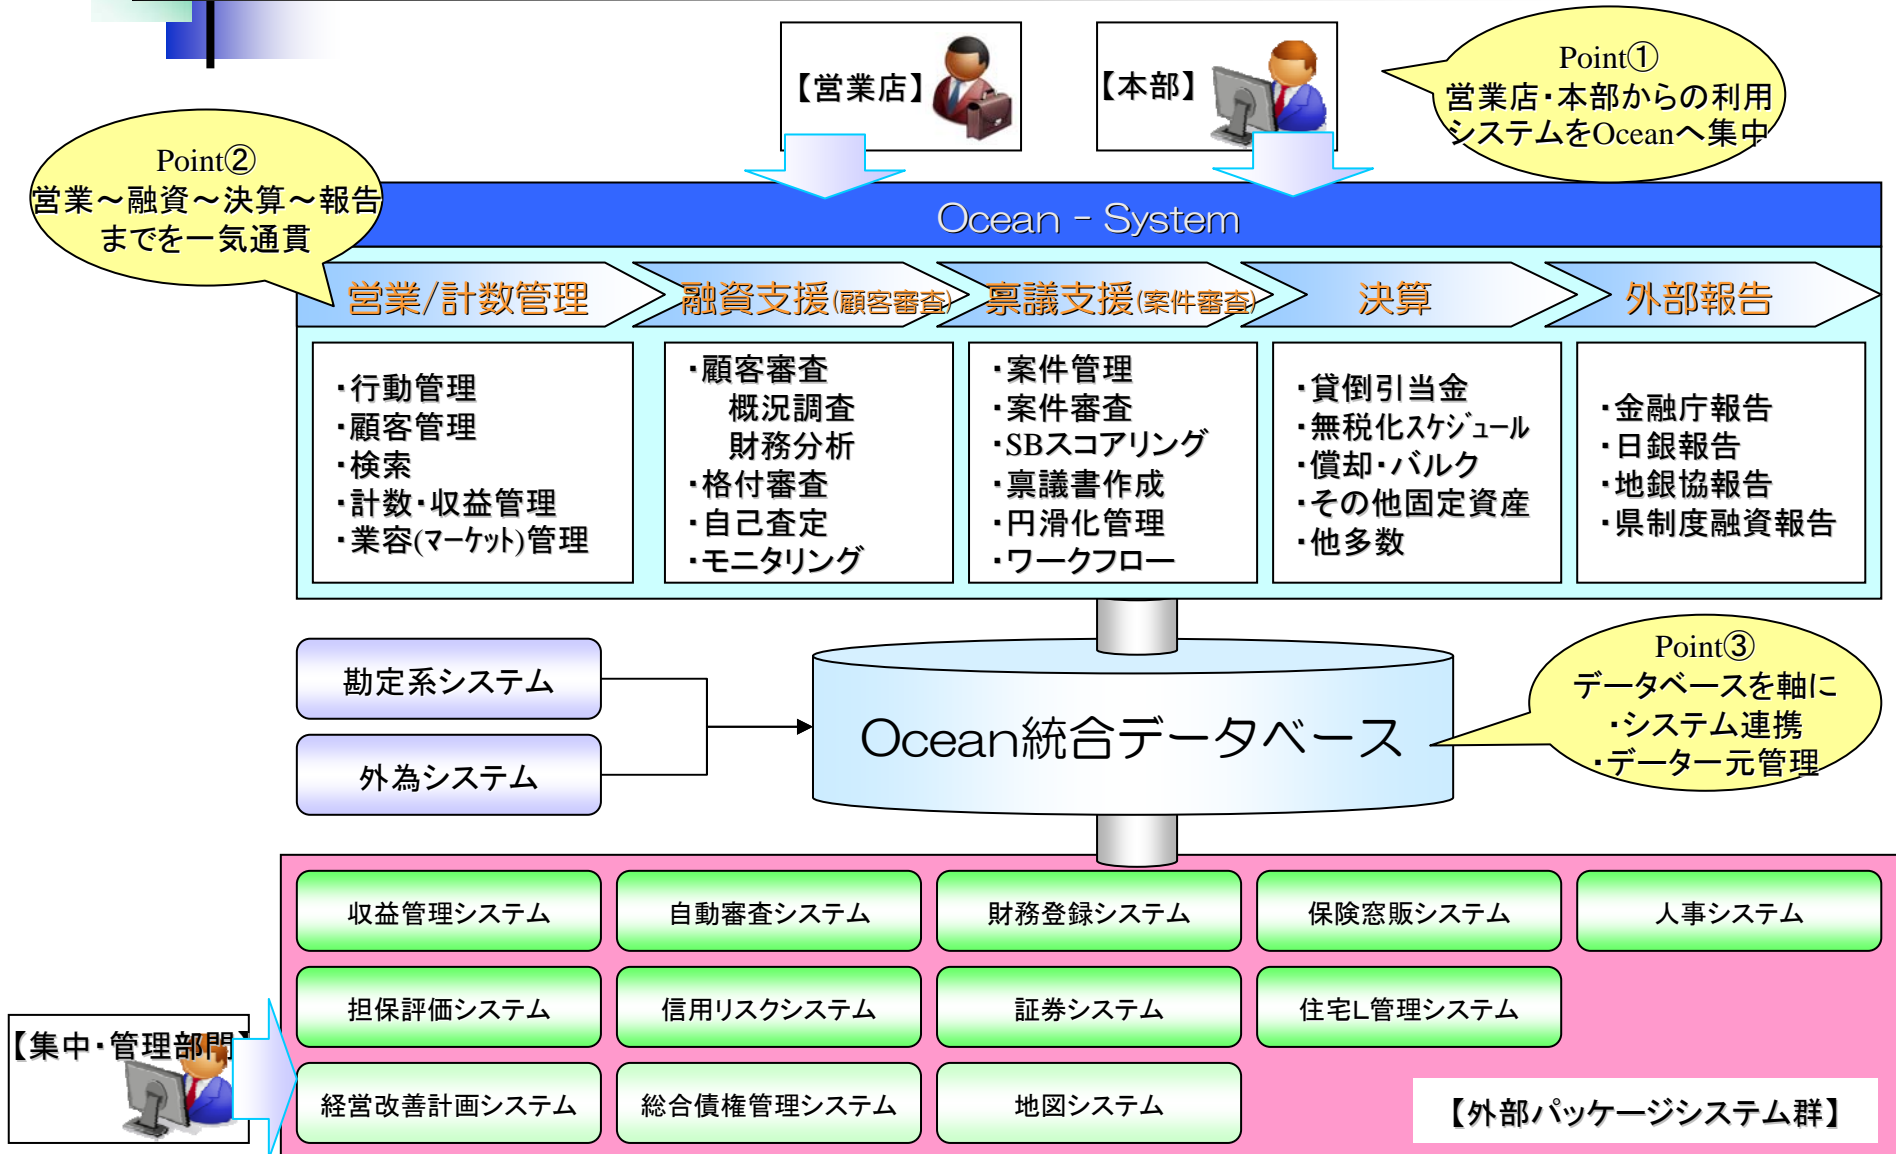 【営業店】
【本部】
Point①
営業店・本部からの利用
システムをOceanへ集中
Point②
営業～融資～決算～報告
までを一気通貫
Ocean - System
営業/計数管理
融資支援(顧客審査)
稟議支援(案件審査)
決算
外部報告
・行動管理
・顧客管理
・検索
・計数・収益管理
・業容(マーケット)管理
・顧客審査
概況調査
財務分析
・格付審査
・自己査定
・モニタリング
・案件管理
・案件審査
・SBスコアリング
・稟議書作成
・円滑化管理
・ワークフロー
・貸倒引当金
・無税化スケジュール
・償却・バルク
・その他固定資産
・他多数
・金融庁報告
・日銀報告
・地銀協報告
・県制度融資報告
勘定系システム
外為システム
Ocean統合データベース
Point③
データベースを軸に
・システム連携
・データ一元管理
収益管理システム
自動審査システム
財務登録システム
保険窓販システム
人事システム
担保評価システム
信用リスクシステム
証券システム
住宅L管理システム
【集中・管理部門】
経営改善計画システム
総合債権管理システム
地図システム
【外部パッケージシステム群】